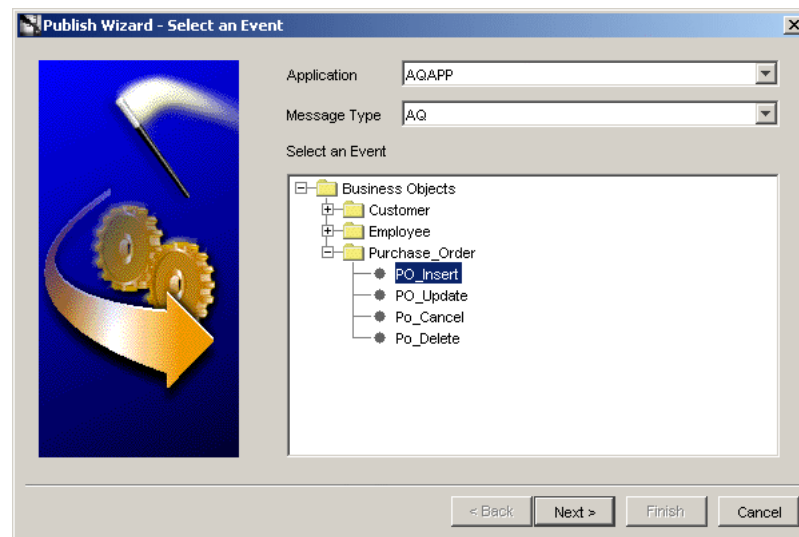 Publish Wizard - Select an Event
Application AQAPP
Message Type AQ
Select an Event
Business Objects
Customer
Employee
Purchase_Order
PO_Insert
PO_Update
Po_Cancel
Po_Delete
< Back Next > Finish Cancel